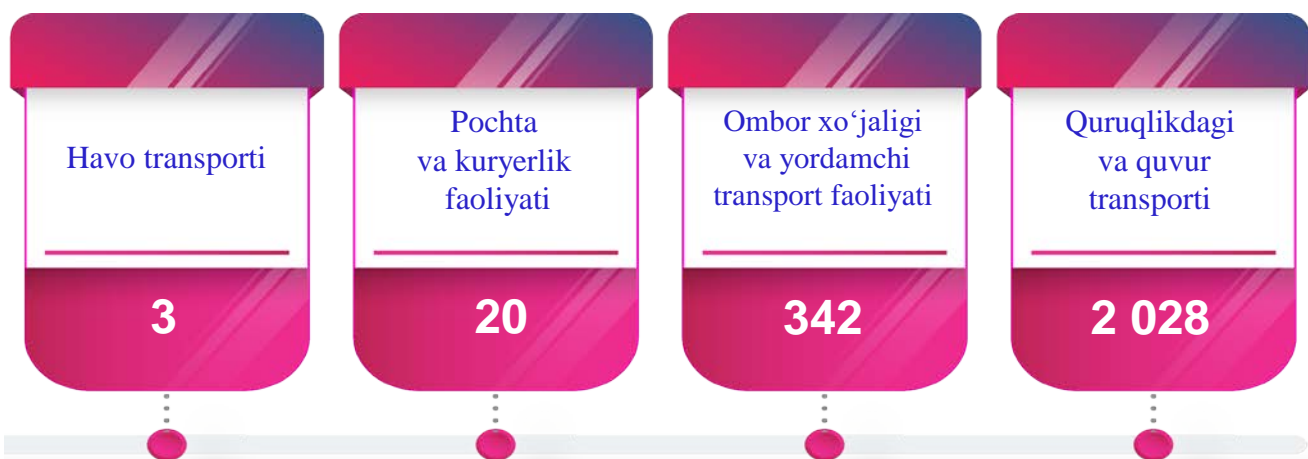 Havo transporti
3
Pochta
va kuryerlik
faoliyati
20
Ombor xo‘jaligi
va yordamchi
transport faoliyati
342
Quruqlikdagi
va quvur
transporti
2 028